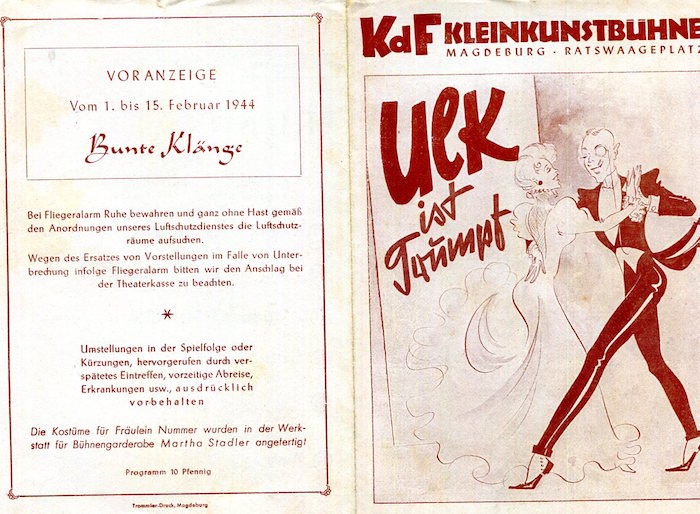 VORANZEIGE
Vom 1. bis 15. Februar 1944
Bunte Klänge
Bei Fliegeralarm Ruhe bewahren und ganz ohne Hast gemäß
den Anordnungen unseres Luftschutzdienstes die Luftschutz-
räume aufsuchen.
Wegen des Ersatzes von Vorstellungen im Falle von Unter-
brechung infolge Fliegeralarm bitten wir den Anschlag bei
der Theaterkasse zu beachten.
*
Umstellungen in der Spielfolge oder
Kürzungen, hervorgerufen durch ver-
spätetes Eintreffen, vorzeitige Abreise,
Erkrankungen usw., ausdrücklich
vorbehalten
Die Kostüme für Fräulein Nummer wurden in der Werk-
statt für Bühnengarderobe Martha Stadler angefertigt
Programm 10 Pfennig
Trommler-Druck, Magdeburg
KdF KLEINKUNSTBÜHNE
MAGDEBURG · RATSWAAGEPLATZ
Ulk
ist
Trumpf